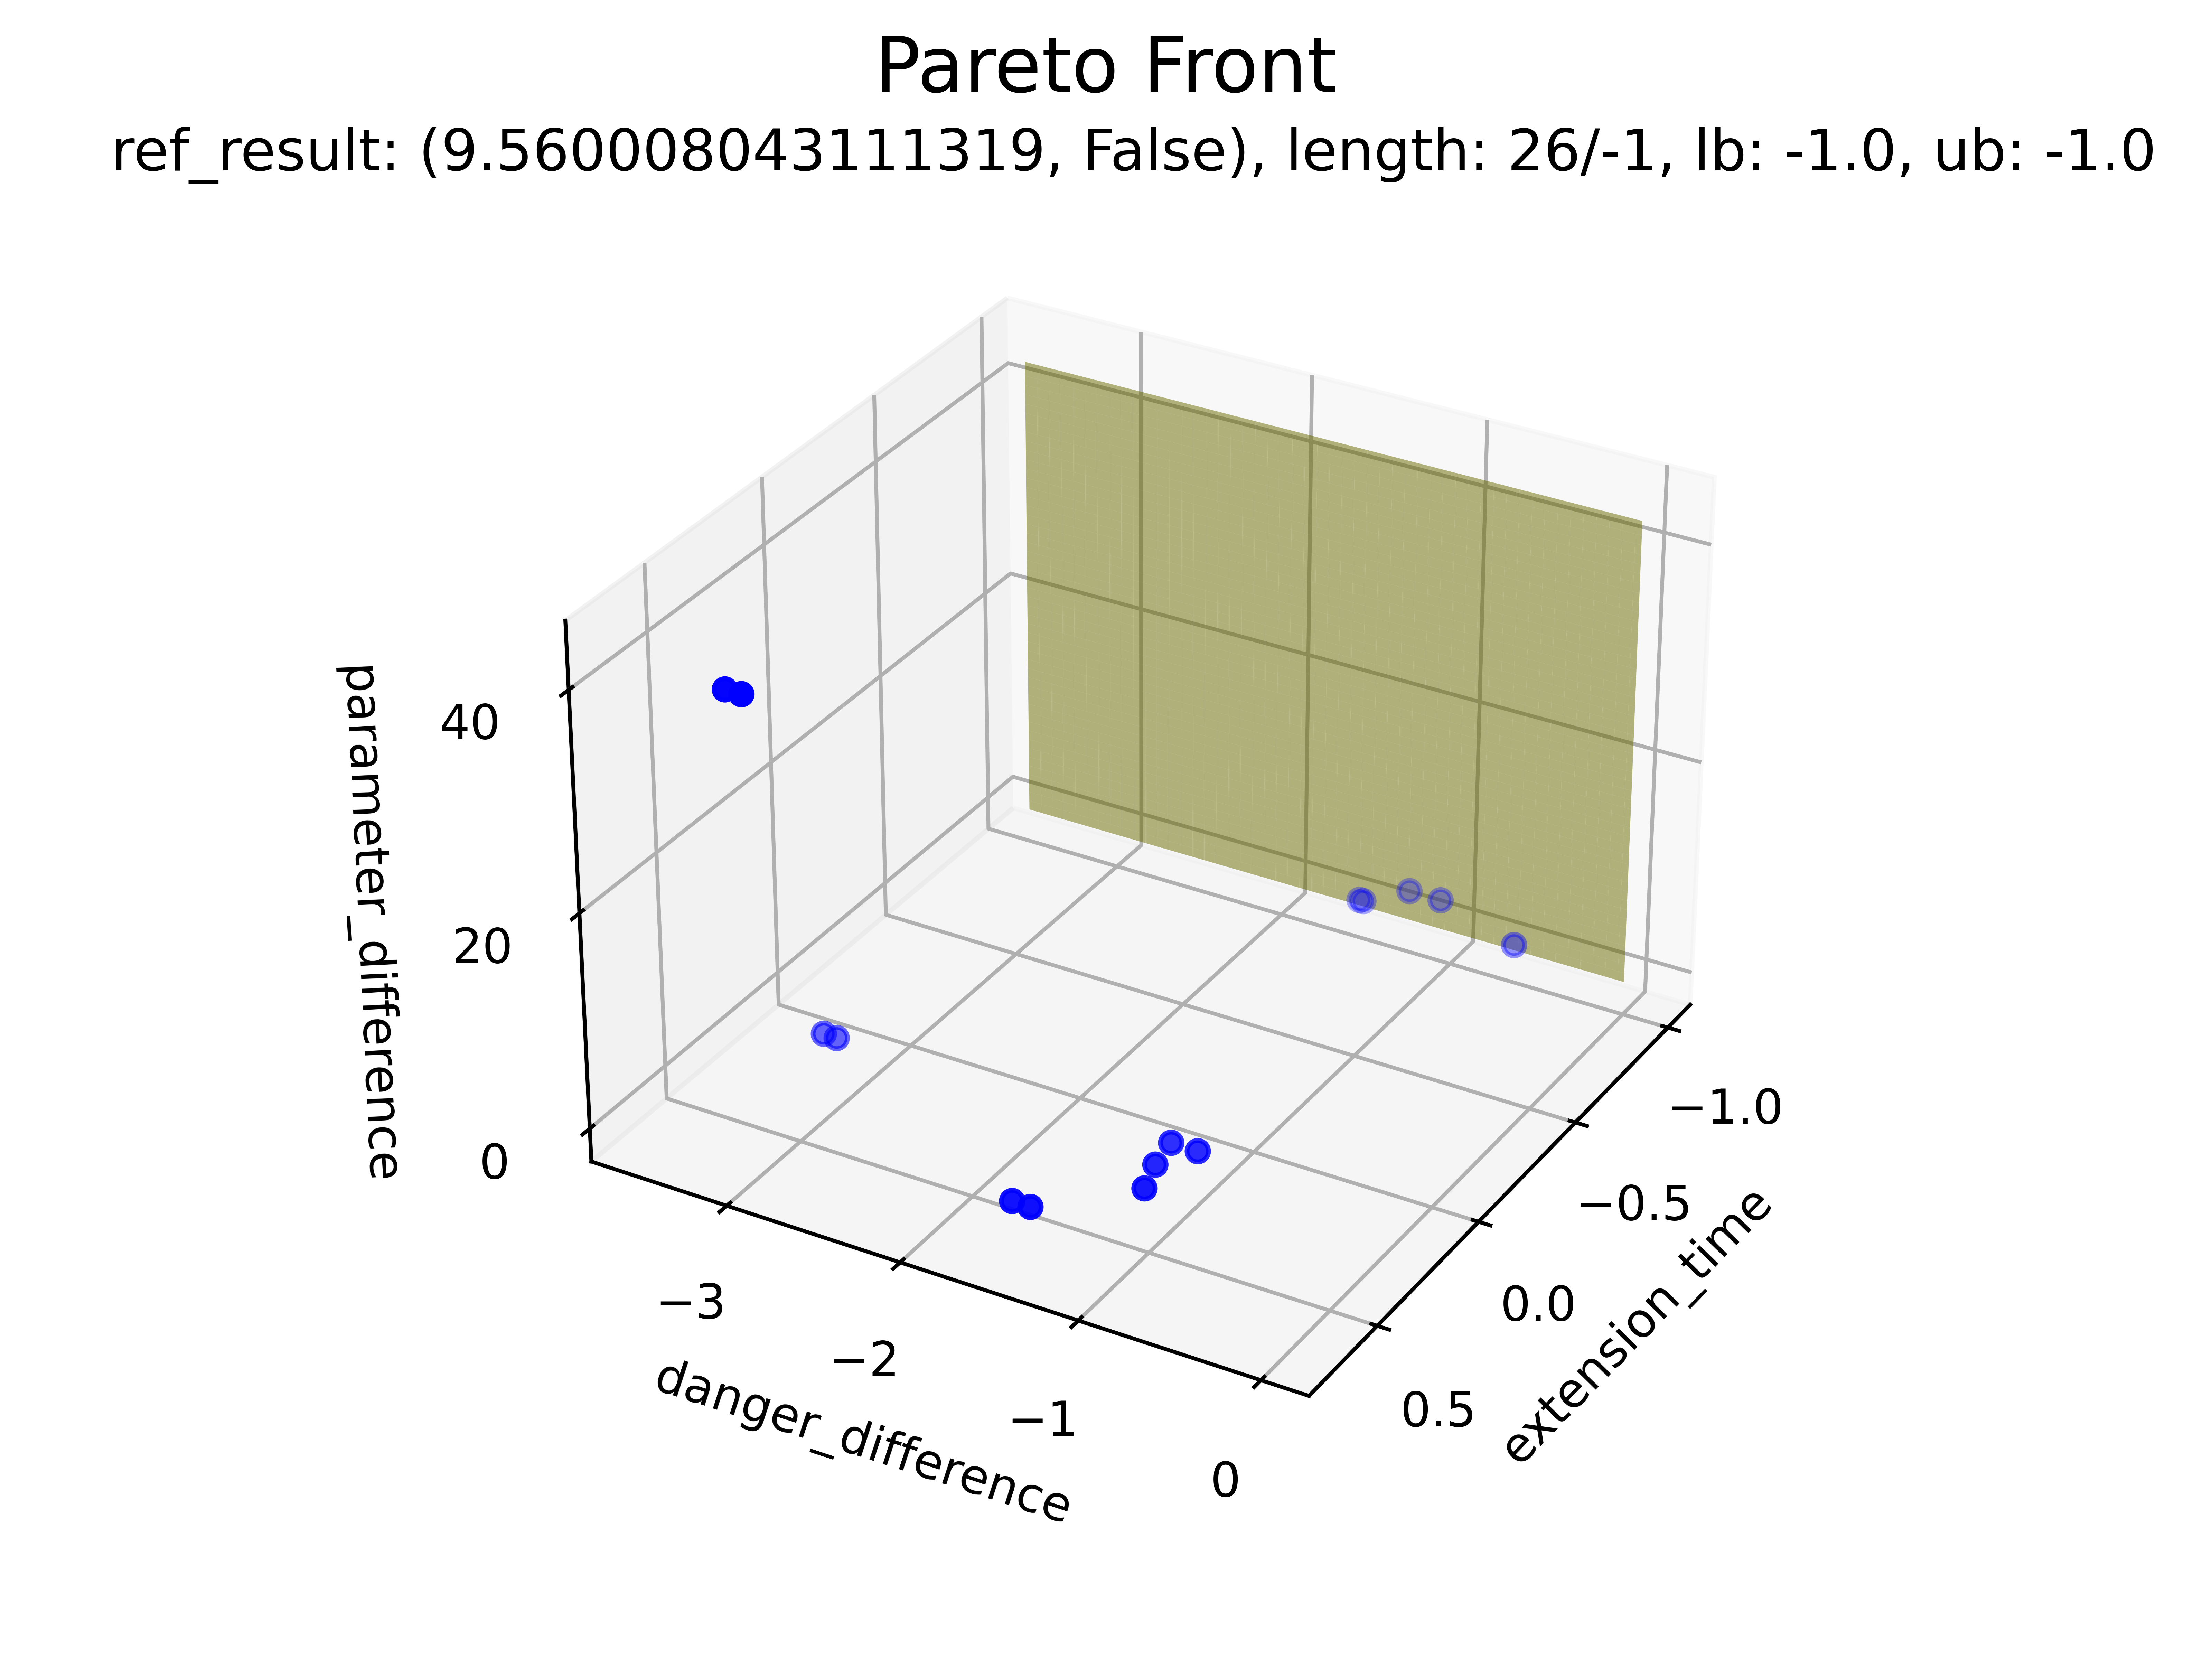 Pareto Front
ref_result: (9.560008043111319, False), length: 26/-1, lb: -1.0, ub: -1.0
parameter_difference
40
20
0
−3
−2
−1
0
danger_difference
−1.0
−0.5
0.0
0.5
extension_time